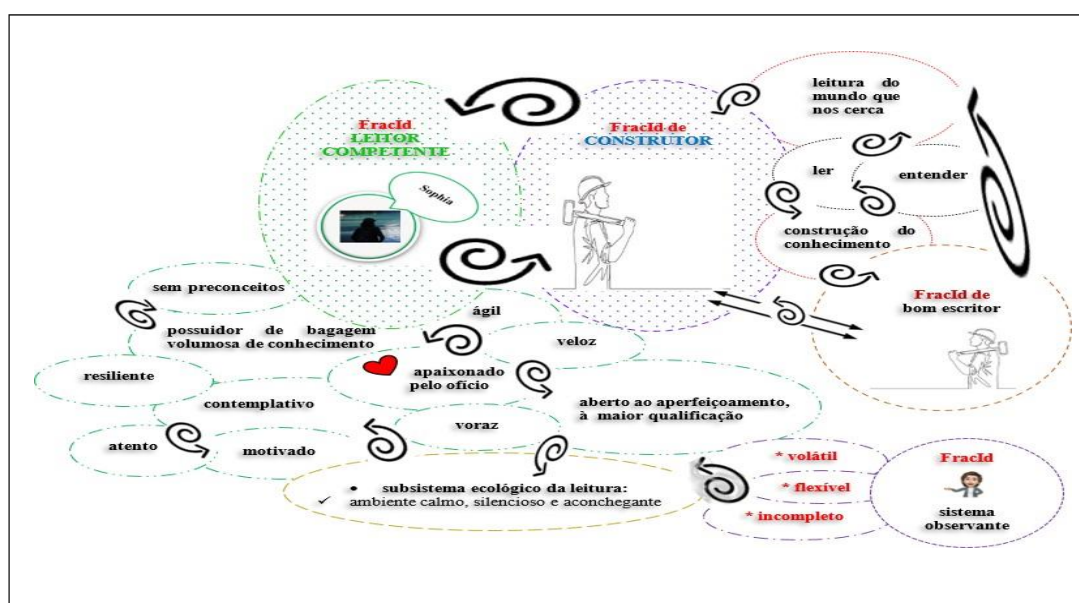 FracId
LEITOR
COMPETENTE
Sophia
FracId de
CONSTRUTOR
leitura do
mundo que
nos cerca
ler
entender
construção do
conhecimento
FracId de
bom escritor
sem preconceitos
possuidor de bagagem
volumosa de conhecimento
resiliente
contemplativo
atento
motivado
ágil
veloz
apaixonado
pelo ofício
voraz
aberto ao aperfeiçoamento,
à maior qualificação
• subsistema ecológico da leitura:
✓ ambiente calmo, silencioso e aconchegante
* volátil
* flexível
* incompleto
FracId
sistema
observante